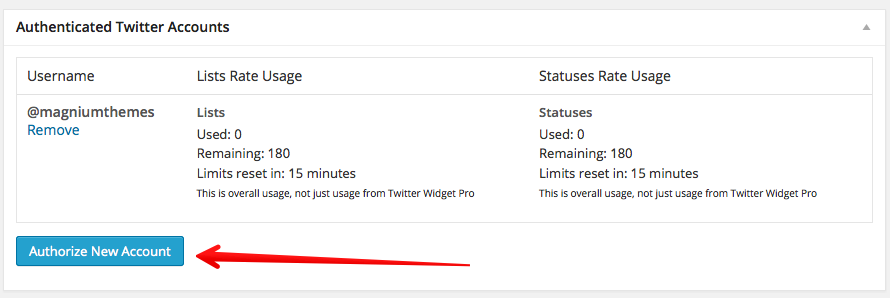 Authenticated Twitter Accounts
Username Lists Rate Usage Statuses Rate Usage
@magniumthemes Lists Statuses
Remove Used: 0 Used: 0
Remaining: 180 Remaining: 180
Limits reset in: 15 minutes Limits reset in: 15 minutes
This is overall usage, not just usage from Twitter Widget Pro This is overall usage, not just usage from Twitter Widget Pro
Authorize New Account